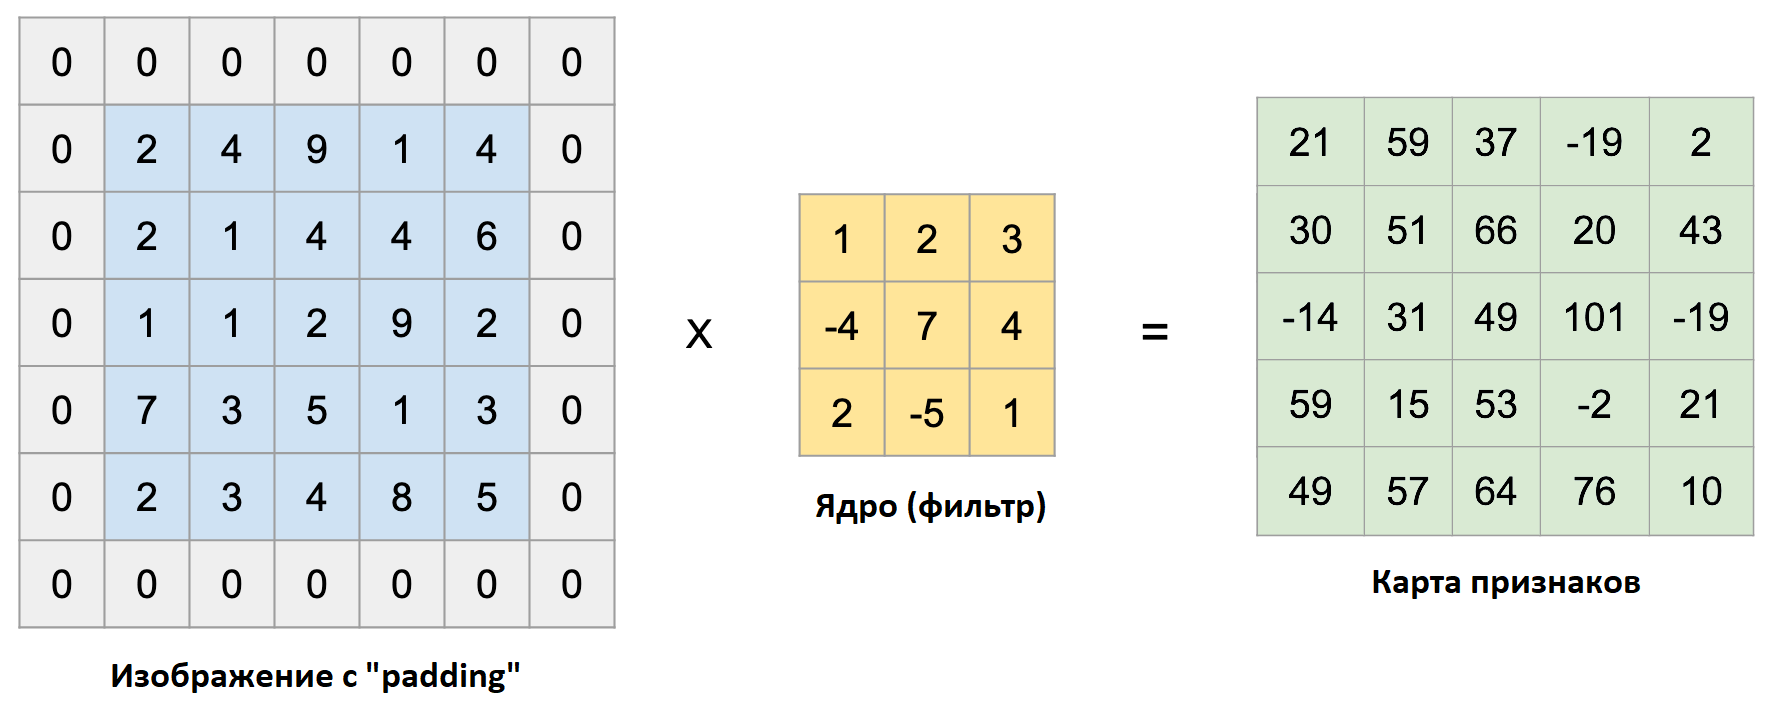 0 0 0 0 0 0 0
0 2 4 9 1 4 0
0 2 1 4 4 6 0
0 1 1 2 9 2 0
0 7 3 5 1 3 0
0 2 3 4 8 5 0
0 0 0 0 0 0 0
Изображение с "padding"
x
1 2 3
-4 7 4
2 -5 1
Ядро (фильтр)
=
21 59 37 -19 2
30 51 66 20 43
-14 31 49 101 -19
59 15 53 -2 21
49 57 64 76 10
Карта признаков